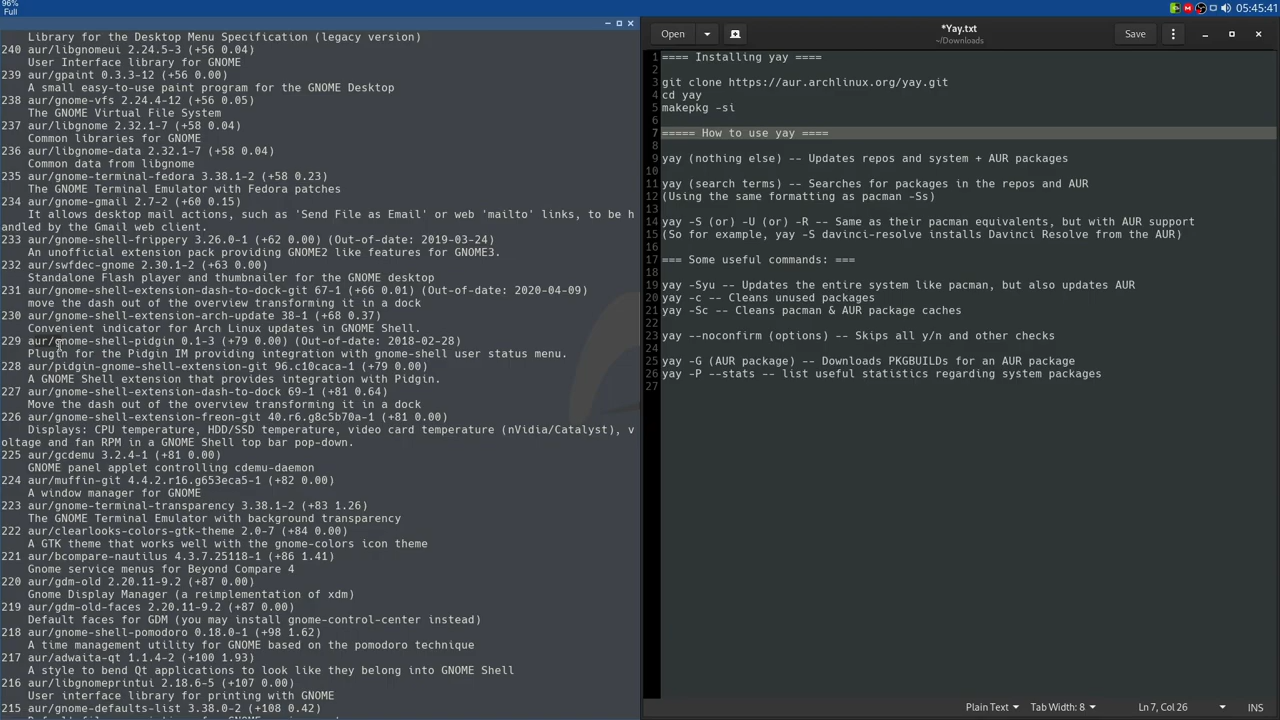 96%
Full
05:45:41
Library for the Desktop Menu Specification (legacy version)
240 aur/libgnomeui 2.24.5-3 (+56 0.04)
User Interface library for GNOME
239 aur/gpaint 0.3.3-12 (+56 0.00)
A small easy-to-use paint program for the GNOME Desktop
238 aur/gnome-vfs 2.24.4-12 (+56 0.05)
The GNOME Virtual File System
237 aur/libgnome 2.32.1-7 (+58 0.04)
Common libraries for GNOME
236 aur/libgnome-data 2.32.1-7 (+58 0.04)
Common data from libgnome
235 aur/gnome-terminal-fedora 3.38.1-2 (+58 0.23)
The GNOME Terminal Emulator with Fedora patches
234 aur/gnome-gmail 2.7-2 (+60 0.15)
It allows desktop mail actions, such as 'Send File as Email' or web 'mailto' links, to be h
andled by the Gmail web client.
233 aur/gnome-shell-frippery 3.26.0-1 (+62 0.00) (Out-of-date: 2019-03-24)
An unofficial extension pack providing GNOME2 like features for GNOME3.
232 aur/swfdec-gnome 2.30.1-2 (+63 0.00)
Standalone Flash player and thumbnailer for the GNOME desktop
231 aur/gnome-shell-extension-dash-to-dock-git 67-1 (+66 0.01) (Out-of-date: 2020-04-09)
move the dash out of the overview transforming it in a dock
230 aur/gnome-shell-extension-arch-update 38-1 (+68 0.37)
Convenient indicator for Arch Linux updates in GNOME Shell.
229 aur/gnome-shell-pidgin 0.1-3 (+79 0.00) (Out-of-date: 2018-02-28)
Plugin for the Pidgin IM providing integration with gnome-shell user status menu.
228 aur/pidgin-gnome-shell-extension-git 96.c10caca-1 (+79 0.00)
A GNOME Shell extension that provides integration with Pidgin.
227 aur/gnome-shell-extension-dash-to-dock 69-1 (+81 0.64)
Move the dash out of the overview transforming it in a dock
226 aur/gnome-shell-extension-freon-git 40.r6.g8c5b70a-1 (+81 0.00)
Displays: CPU temperature, HDD/SSD temperature, video card temperature (nVidia/Catalyst), v
oltage and fan RPM in a GNOME Shell top bar pop-down.
225 aur/gcdemu 3.2.4-1 (+81 0.00)
GNOME panel applet controlling cdemu-daemon
224 aur/muffin-git 4.4.2.r16.g653eca5-1 (+82 0.00)
A window manager for GNOME
223 aur/gnome-terminal-transparency 3.38.1-2 (+83 1.26)
The GNOME Terminal Emulator with background transparency
222 aur/clearlooks-colors-gtk-theme 2.0-7 (+84 0.00)
A GTK theme that works well with the gnome-colors icon theme
221 aur/bcompare-nautilus 4.3.7.25118-1 (+86 1.41)
Gnome service menus for Beyond Compare 4
220 aur/gdm-old 2.20.11-9.2 (+87 0.00)
Gnome Display Manager (a reimplementation of xdm)
219 aur/gdm-old-faces 2.20.11-9.2 (+87 0.00)
Default faces for GDM (you may install gnome-control-center instead)
218 aur/gnome-shell-pomodoro 0.18.0-1 (+98 1.62)
A time management utility for GNOME based on the pomodoro technique
217 aur/adwaita-qt 1.1.4-2 (+100 1.93)
A style to bend Qt applications to look like they belong into GNOME Shell
216 aur/libgnomeprintui 2.18.6-5 (+107 0.00)
User interface library for printing with GNOME
215 aur/gnome-defaults-list 3.38.0-2 (+108 0.42)
Open
*Yay.txt
~/Downloads
Save
1 ==== Installing yay ====
2
3 git clone https://aur.archlinux.org/yay.git
4 cd yay
5 makepkg -si
6
7 ===== How to use yay ====
8
9 yay (nothing else) -- Updates repos and system + AUR packages
10
11 yay (search terms) -- Searches for packages in the repos and AUR
12 (Using the same formatting as pacman -Ss)
13
14 yay -S (or) -U (or) -R -- Same as their pacman equivalents, but with AUR support
15 (So for example, yay -S davinci-resolve installs Davinci Resolve from the AUR)
16
17 === Some useful commands: ===
18
19 yay -Syu -- Updates the entire system like pacman, but also updates AUR
20 yay -c -- Cleans unused packages
21 yay -Sc -- Cleans pacman & AUR package caches
22
23 yay --noconfirm (options) -- Skips all y/n and other checks
24
25 yay -G (AUR package) -- Downloads PKGBUILDs for an AUR package
26 yay -P --stats -- list useful statistics regarding system packages
27
Plain Text
Tab Width: 8
Ln 7, Col 26
INS